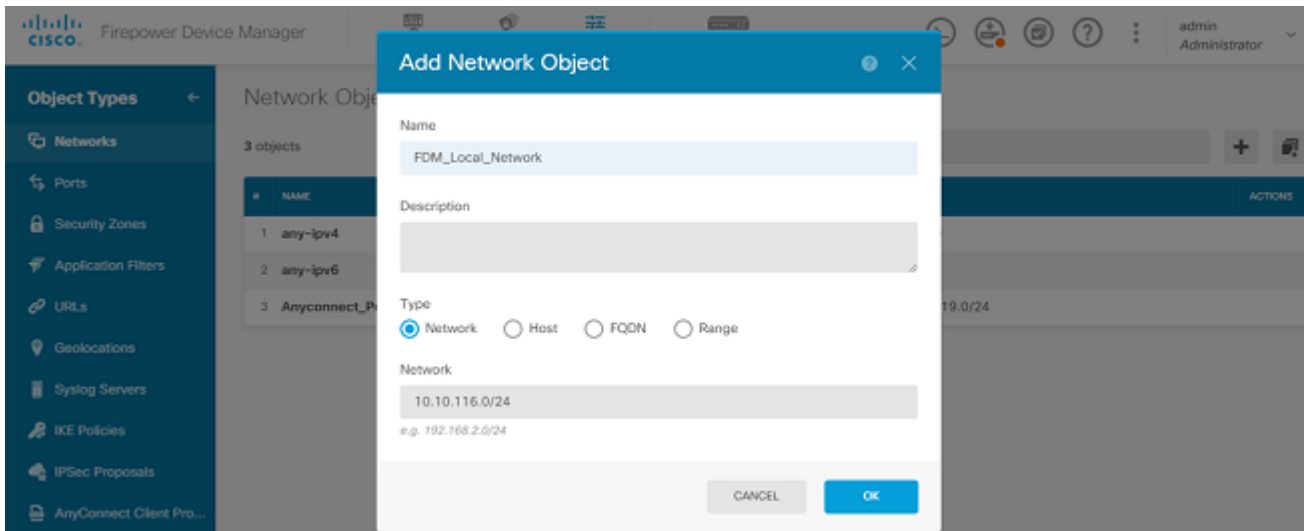 cisco
Firepower Device Manager
admin
Administrator
Object Types
Networks
Ports
Security Zones
Application Filters
URLs
Geolocations
Syslog Servers
IKE Policies
IPSec Proposals
AnyConnect Client Pro...
Network Obje
3 objects
# NAME ACTIONS
1 any-ipv4
2 any-ipv6
3 Anyconnect_P 19.0/24
Add Network Object
Name
FDM_Local_Network
Description
Type
Network Host FQDN Range
Network
10.10.116.0/24
e.g. 192.168.2.0/24
CANCEL OK